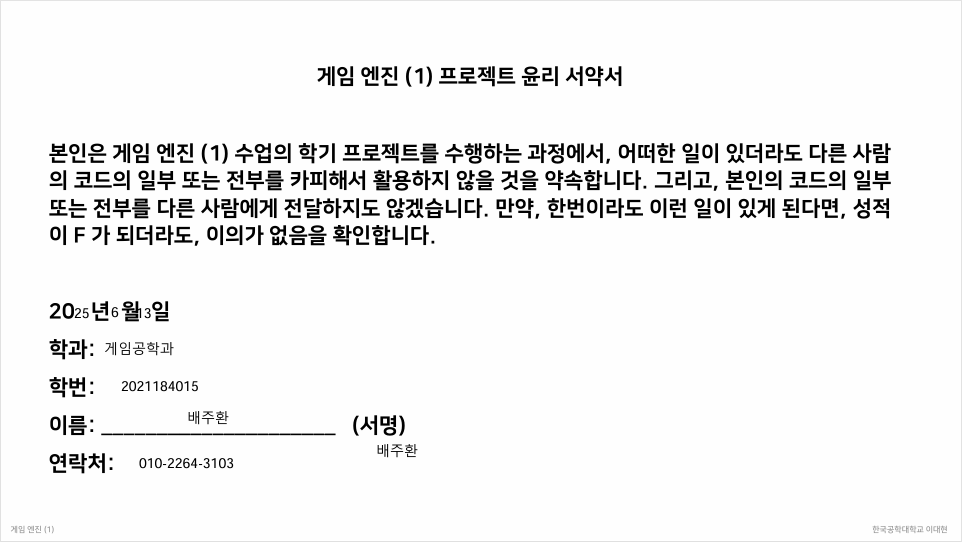 게임 엔진 (1) 프로젝트 윤리 서약서
본인은 게임 엔진 (1) 수업의 학기 프로젝트를 수행하는 과정에서, 어떠한 일이 있더라도 다른 사람
의 코드의 일부 또는 전부를 카피해서 활용하지 않을 것을 약속합니다. 그리고, 본인의 코드의 일부
또는 전부를 다른 사람에게 전달하지도 않겠습니다. 만약, 한번이라도 이런 일이 있게 된다면, 성적
이 F 가 되더라도, 이의가 없음을 확인합니다.
2025년6월13일
학과: 게임공학과
학번: 2021184015
이름: 배주환 (서명)
배주환
연락처: 010-2264-3103
게임 엔진 (1) 한국공학대학교 이대현